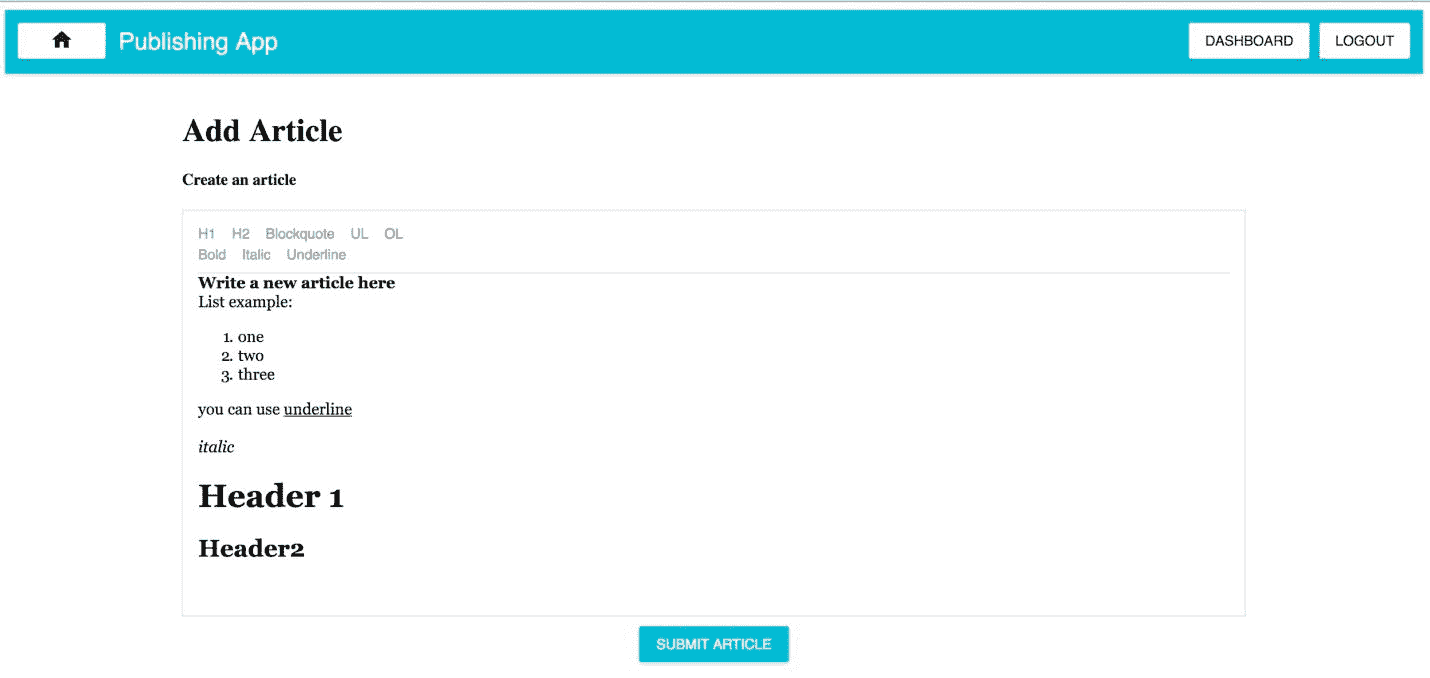 Publishing App DASHBOARD LOGOUT
Add Article
Create an article
H1 H2 Blockquote UL OL
Bold Italic Underline
Write a new article here
List example:
1. one
2. two
3. three
you can use underline
italic
Header 1
Header2
SUBMIT ARTICLE